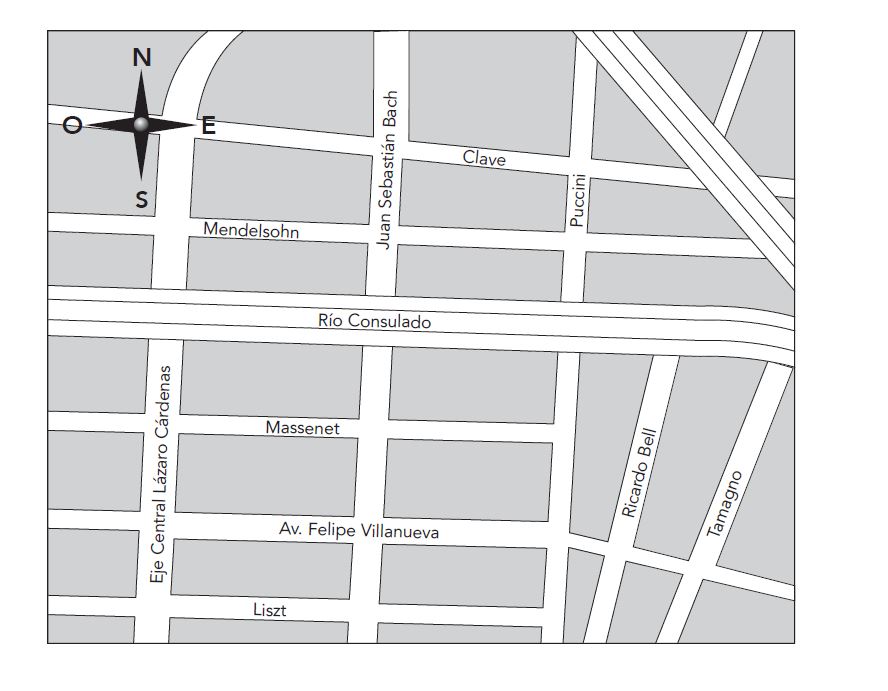 N
O
E
S
Juan Sebastián Bach
Clave
Puccini
Mendelsohn
Río Consulado
Eje Central Lázaro Cárdenas
Massenet
Ricardo Bell
Tamagno
Av. Felipe Villanueva
Liszt